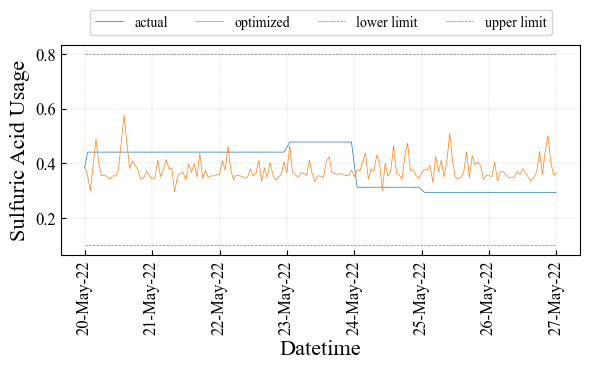 actual optimized lower limit upper limit
0.8
0.6
0.4
0.2
Sulfuric Acid Usage
20-May-22 21-May-22 22-May-22 23-May-22 24-May-22 25-May-22 26-May-22 27-May-22
Datetime